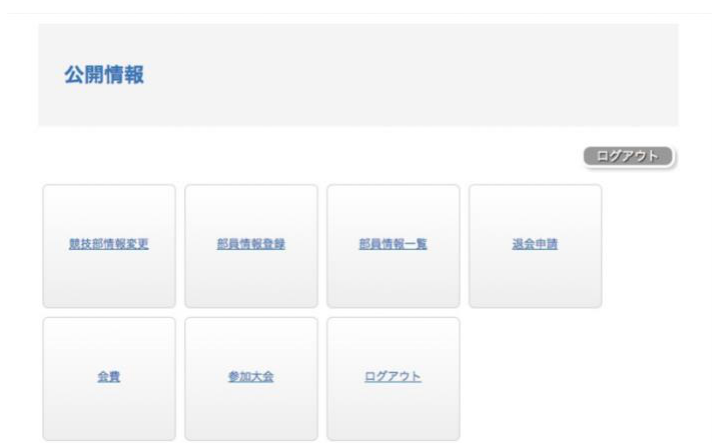 公開情報
ログアウト
競技部情報変更
部員情報登録
部員情報一覧
退会申請
会費
参加大会
ログアウト